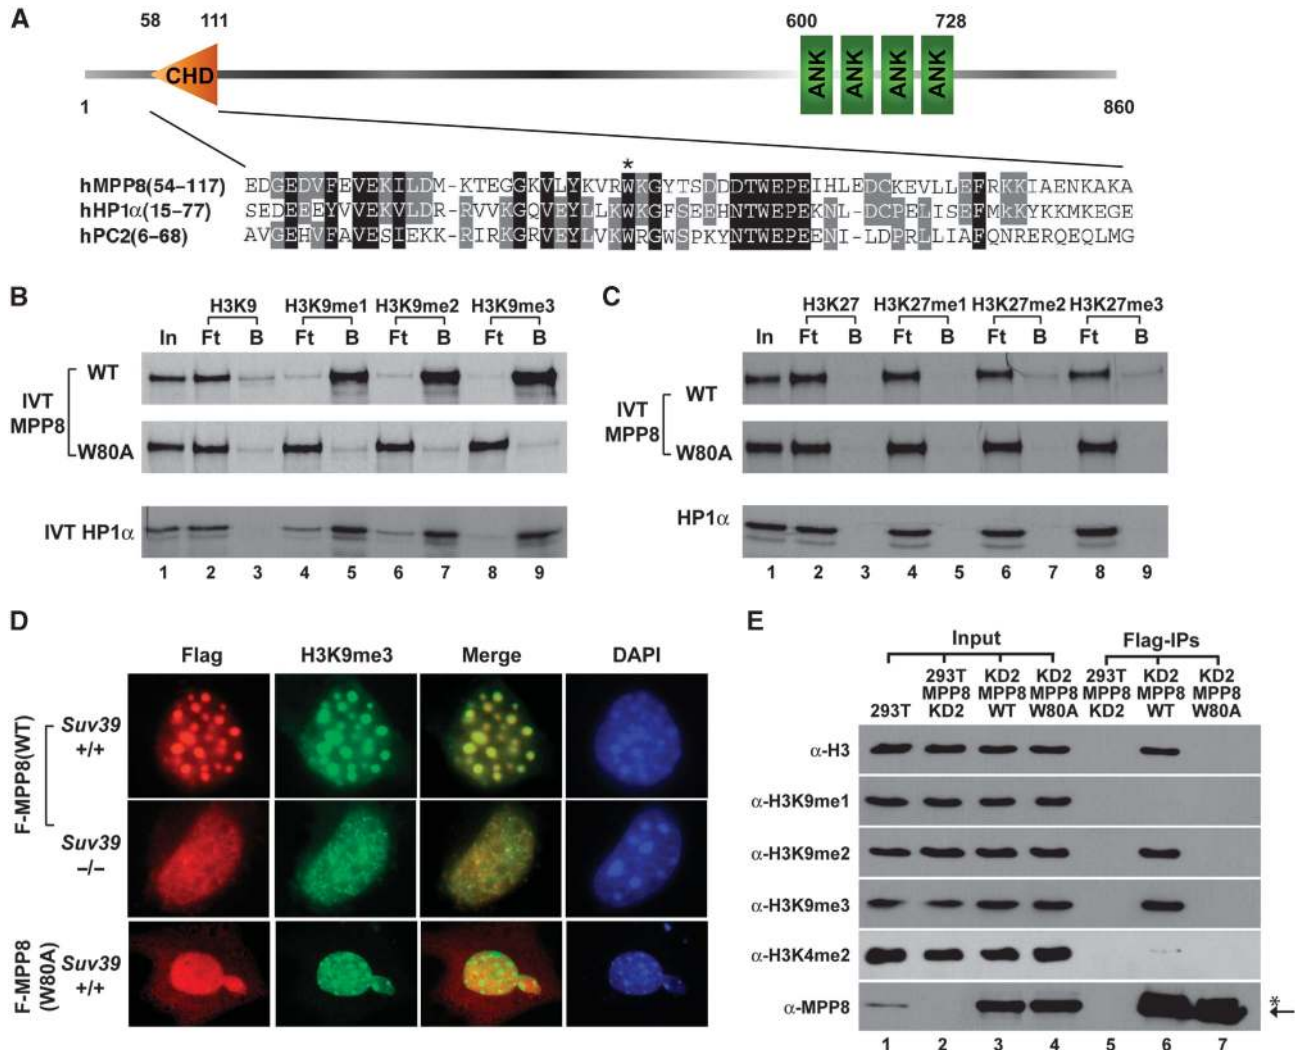 A
58 111 600 728
CHD ANK ANK ANK ANK
1 860
*
hMPP8(54–117) EDGEDVFEVEKILDM-KTEGGKVLYKVRWKGYTSDDDTWEPEIHLEDCKEVLLEFRKKIAENKAKA
hHP1α(15–77) SEDEEEYVVEKVLDR-RVVKGQVEYLLKWKGFSEEHNTWEPEKNL-DCPELISEFMkKYKKMKEGE
hPC2(6–68) AVGEHVFAVESIEKK-RIRKGRVEYLVKWRGWSPKYNTWEPEENI-LDPRLLIAFQNRERQEQLMG
B
H3K9 H3K9me1 H3K9me2 H3K9me3
In Ft B Ft B Ft B Ft B
IVT MPP8
WT
W80A
IVT HP1α
1 2 3 4 5 6 7 8 9
C
H3K27 H3K27me1 H3K27me2 H3K27me3
In Ft B Ft B Ft B Ft B
IVT MPP8
WT
W80A
HP1α
1 2 3 4 5 6 7 8 9
D
Flag H3K9me3 Merge DAPI
F-MPP8(WT)
Suv39 +/+
Suv39 –/–
F-MPP8 (W80A)
Suv39 +/+
E
Input Flag-IPs
293T
293T MPP8 KD2
KD2 MPP8 WT
KD2 MPP8 W80A
293T MPP8 KD2
KD2 MPP8 WT
KD2 MPP8 W80A
α-H3
α-H3K9me1
α-H3K9me2
α-H3K9me3
α-H3K4me2
α-MPP8 *
1 2 3 4 5 6 7